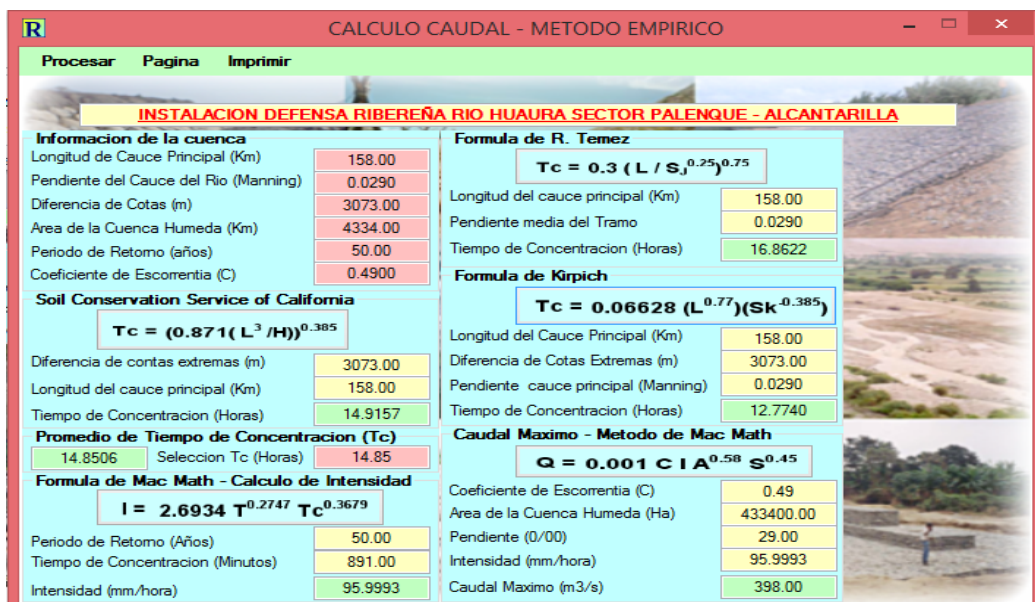 R CALCULO CAUDAL - METODO EMPIRICO
Procesar Pagina Imprimir
INSTALACION DEFENSA RIBEREÑA RIO HUAURA SECTOR PALENQUE - ALCANTARILLA
Informacion de la cuenca
Longitud de Cauce Principal (Km) 158.00
Pendiente del Cauce del Rio (Manning) 0.0290
Diferencia de Cotas (m) 3073.00
Area de la Cuenca Humeda (Km) 4334.00
Periodo de Retorno (años) 50.00
Coeficiente de Escorrentia (C) 0.4900
Soil Conservation Service of California
Tc = (0.871( L³ /H))^0.385
Diferencia de contas extremas (m) 3073.00
Longitud del cauce principal (Km) 158.00
Tiempo de Concentracion (Horas) 14.9157
Promedio de Tiempo de Concentracion (Tc)
14.8506 Seleccion Tc (Horas) 14.85
Formula de Mac Math - Calculo de Intensidad
I = 2.6934 T^0.2747 Tc^0.3679
Periodo de Retorno (Años) 50.00
Tiempo de Concentracion (Minutos) 891.00
Intensidad (mm/hora) 95.9993
Formula de R. Temez
Tc = 0.3 ( L / S_J^0.25)^0.75
Longitud del cauce principal (Km) 158.00
Pendiente media del Tramo 0.0290
Tiempo de Concentracion (Horas) 16.8622
Formula de Kirpich
Tc = 0.06628 (L^0.77)(Sk^-0.385)
Longitud del Cauce Principal (Km) 158.00
Diferencia de Cotas Extremas (m) 3073.00
Pendiente cauce principal (Manning) 0.0290
Tiempo de Concentracion (Horas) 12.7740
Caudal Maximo - Metodo de Mac Math
Q = 0.001 C I A^0.58 S^0.45
Coeficiente de Escorrentia (C) 0.49
Area de la Cuenca Humeda (Ha) 433400.00
Pendiente (0/00) 29.00
Intensidad (mm/hora) 95.9993
Caudal Maximo (m3/s) 398.00